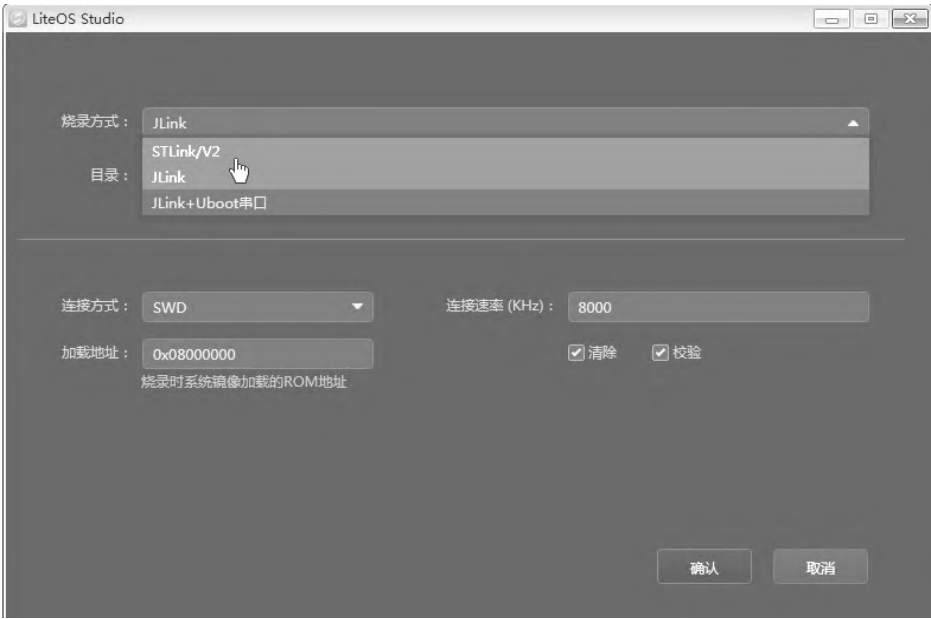 LiteOS Studio
烧录方式： JLink
STLink/V2
目录： JLink
JLink+Uboot串口
连接方式： SWD 连接速率 (KHz)： 8000
加载地址： 0x08000000 清除 校验
烧录时系统镜像加载的ROM地址
确认 取消